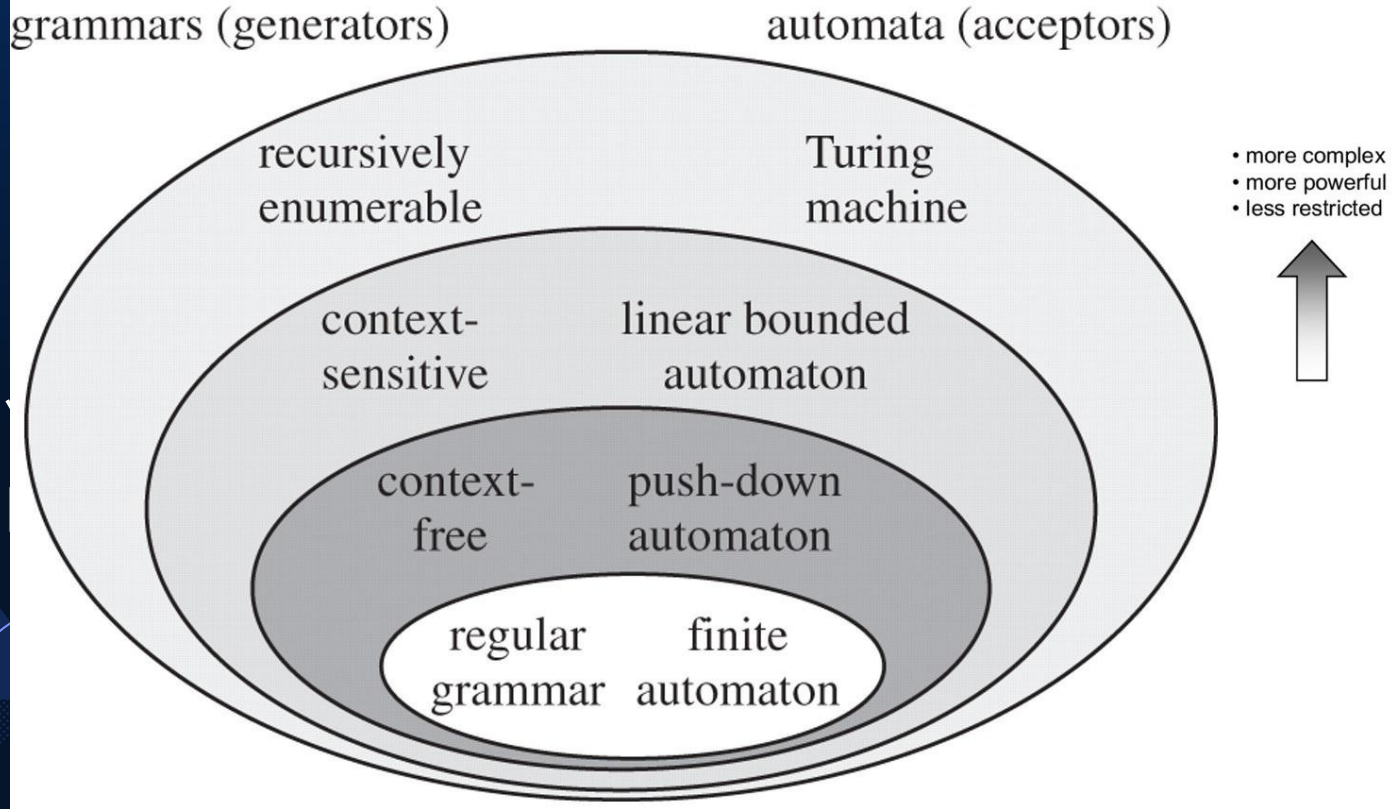 grammars (generators)
automata (acceptors)
recursively
enumerable
Turing
machine
• more complex
• more powerful
• less restricted
context-
sensitive
linear bounded
automaton
context-
free
push-down
automaton
regular
grammar
finite
automaton